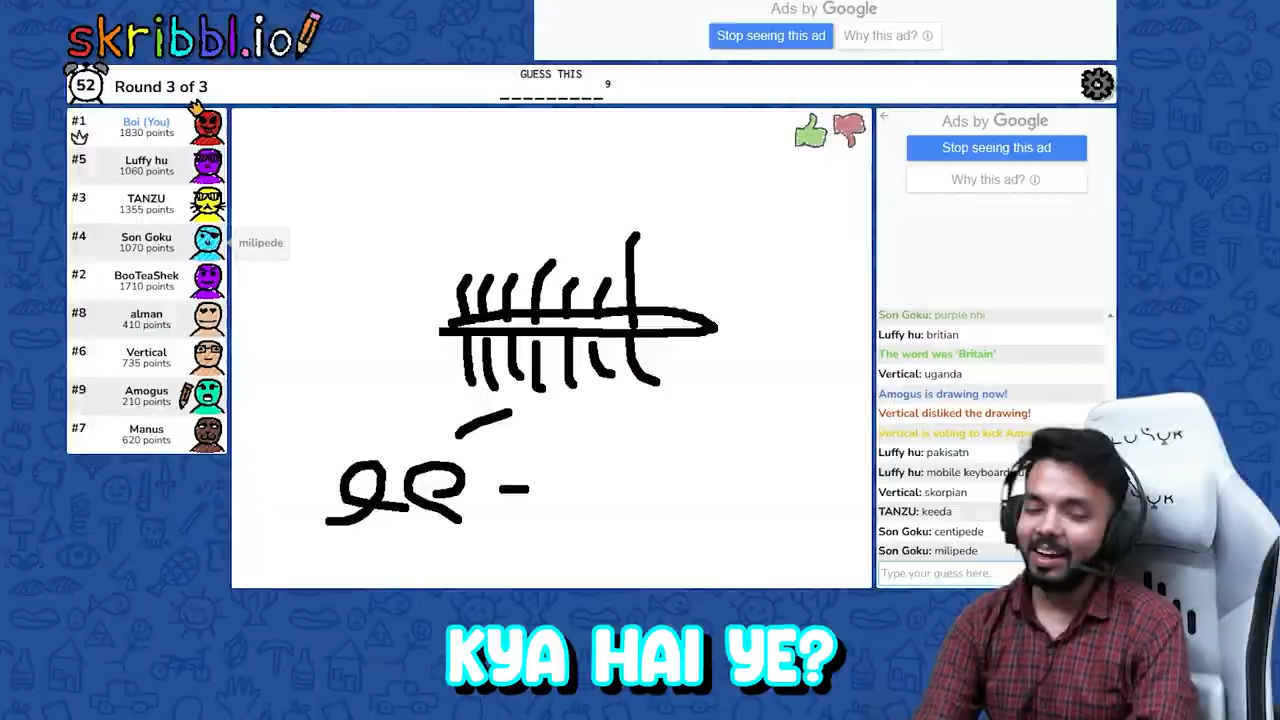 skribbl.io
Ads by Google
Stop seeing this ad
Why this ad?
52
Round 3 of 3
GUESS THIS
_________ 9
#1 Boi (You)
1830 points
#5 Luffy hu
1060 points
#3 TANZU
1355 points
#4 Son Goku
1070 points
milipede
#2 BooTeaShek
1710 points
#8 alman
410 points
#6 Vertical
735 points
#9 Amogus
210 points
#7 Manus
620 points
Ads by Google
Stop seeing this ad
Why this ad?
Son Goku: purple nhi
Luffy hu: britian
The word was 'Britain'
Vertical: uganda
Amogus is drawing now!
Vertical disliked the drawing!
Vertical is voting to kick
Luffy hu: pakisatn
Luffy hu: mobile keyboard
Vertical: skorpian
TANZU: keeda
Son Goku: centipede
Son Goku: milipede
Type your guess here...
KYA HAI YE?